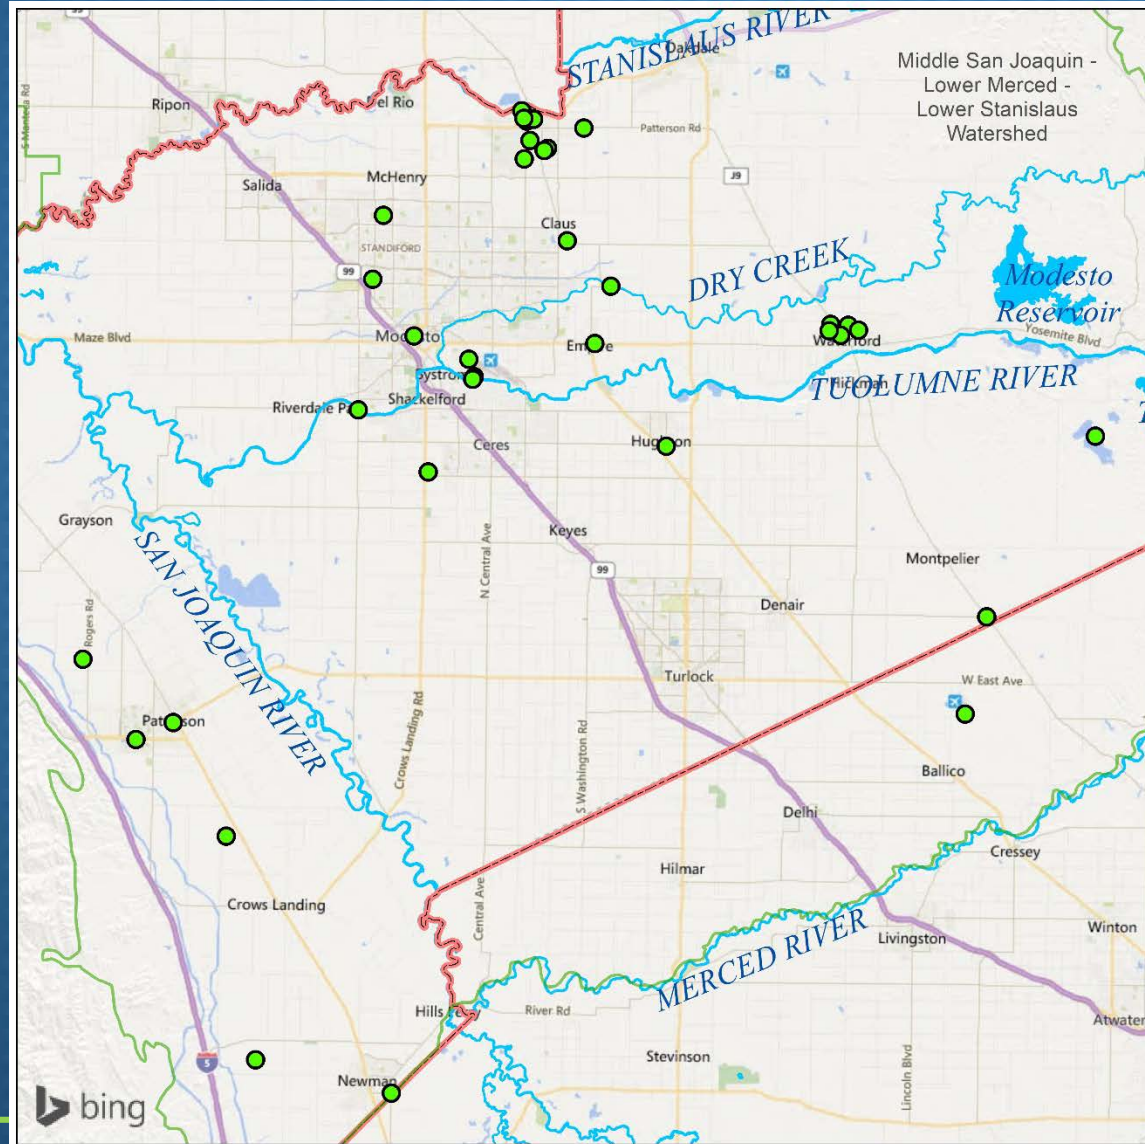 STANISLAUS RIVER
Oakdale
Middle San Joaquin -
Lower Merced -
Lower Stanislaus
Watershed
Ripon
Del Rio
Patterson Rd
J9
McHenry
Salida
Claus
STANDIFORD
99
DRY CREEK
Modesto
Reservoir
Maze Blvd
Modesto
Empire
Waterford
Yosemite Blvd
Bystrom
Hickman
TUOLUMNE RIVER
Shackelford
Riverdale Pa
T
Ceres
Hughson
Grayson
Keyes
N Central Ave
Montpelier
SAN JOAQUIN RIVER
99
Denair
Rogers Rd
Turlock
W East Ave
Patterson
Crows Landing Rd
S Washington Rd
Ballico
Delhi
Cressey
Hilmar
Crows Landing
Central Ave
Winton
Livingston
MERCED RIVER
Hills Ferry
River Rd
Atwater
Stevinson
5
Newman
Lincoln Blvd
bing